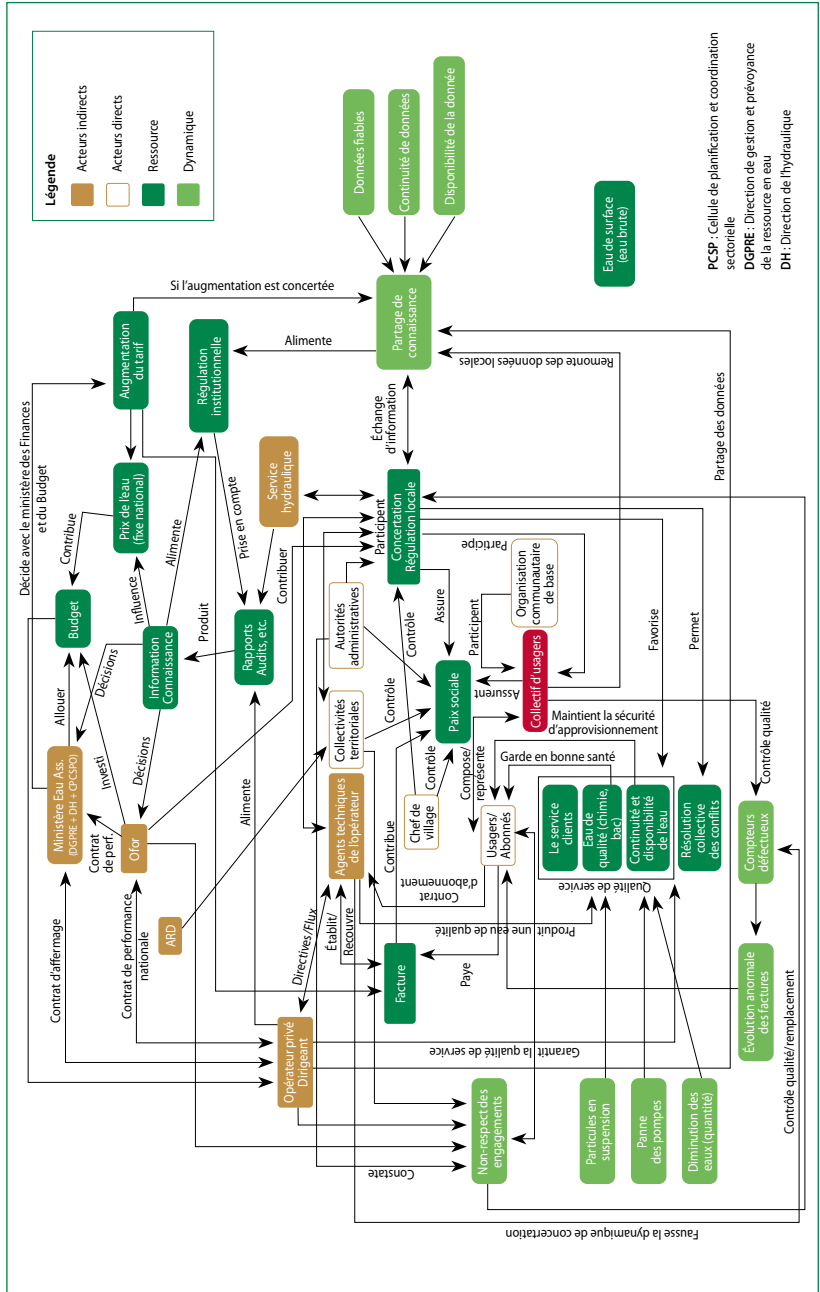 Légende
Acteurs indirects
Acteurs directs
Ressource
Dynamique
Décide avec le ministère des Finances
et du Budget
Augmentation
du tarif
Si l'augmentation est concertée
Prix de l'eau
(fixe national)
Régulation
institutionnelle
Contribue
Budget
Influence
Alimente
Alimente
Allouer
Décisions
Information
Connaissance
Produit
Prise en compte
Rapports
Audits, etc.
Contribuer
Service
hydraulique
Ministère Eau Ass.
(DGPRE + DH + CPCSPO)
Investi
Décisions
Contrat
de perf.
Ofor
Contrat d'affermage
Contrat de performance
nationale
ARD
Alimente
Opérateur privé
Dirigeant
Directives/Flux
Agents techniques
de l'opérateur
Établit/
Recouvre
Collectivités
territoriales
Autorités
administratives
Contrôle
Contrôle
Participent
Concertation
Régulation locale
Échange
d'information
Partage de
connaissance
Données fiables
Continuité de données
Disponibilité de la donnée
Chef de
village
Contrôle
Contribue
Paix sociale
Assure
Participe
Participent
Organisation
communautaire
de base
Remonte des données locales
Partage des données
Facture
Paye
Contrat
d'abonnement
Usagers/
Abonnés
Compose/
représente
Assurent
Collectif d'usagers
Maintient la sécurité
d'approvisionnement
Garde en bonne santé
Favorise
Permet
Produit une eau de qualité
Qualité de service
Le service
clients
Eau de
qualité (chimie,
bac)
Continuité et
disponibilité
de l'eau
Résolution
collective
des conflits
Garantit la qualité de service
Contrôle qualité
Constate
Non-respect des
engagements
Particules en
suspension
Panne
des pompes
Diminution des
eaux (quantité)
Évolution anormale
des factures
Compteurs
défectueux
Contrôle qualité/remplacement
Fausse la dynamique de concertation
Eau de surface
(eau brute)
PCSP : Cellule de planification et coordination
sectorielle
DGPRE : Direction de gestion et prévoyance
de la ressource en eau
DH : Direction de l'hydraulique